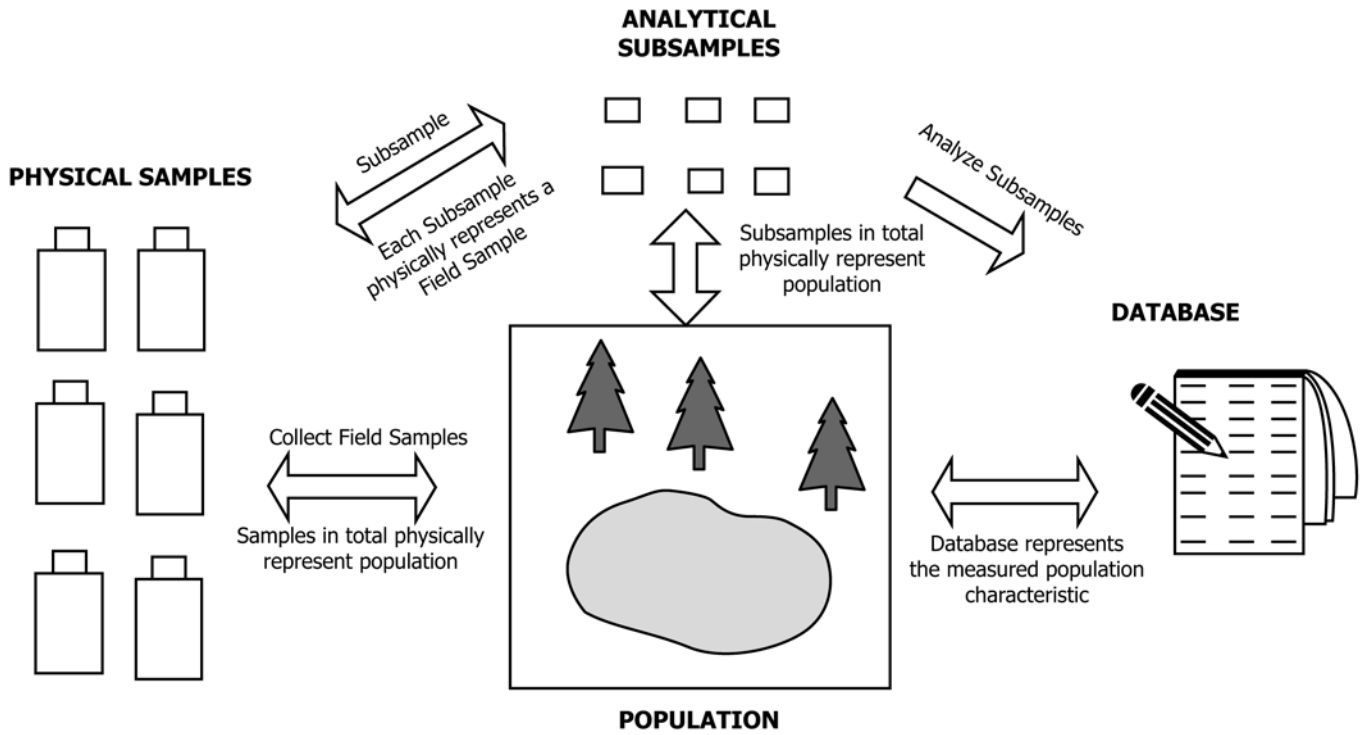 ANALYTICAL
SUBSAMPLES
PHYSICAL SAMPLES
Subsample
Each Subsample
physically represents a
Field Sample
Analyze Subsamples
Subsamples in total
physically represent
population
DATABASE
Collect Field Samples
Samples in total physically
represent population
Database represents
the measured population
characteristic
POPULATION